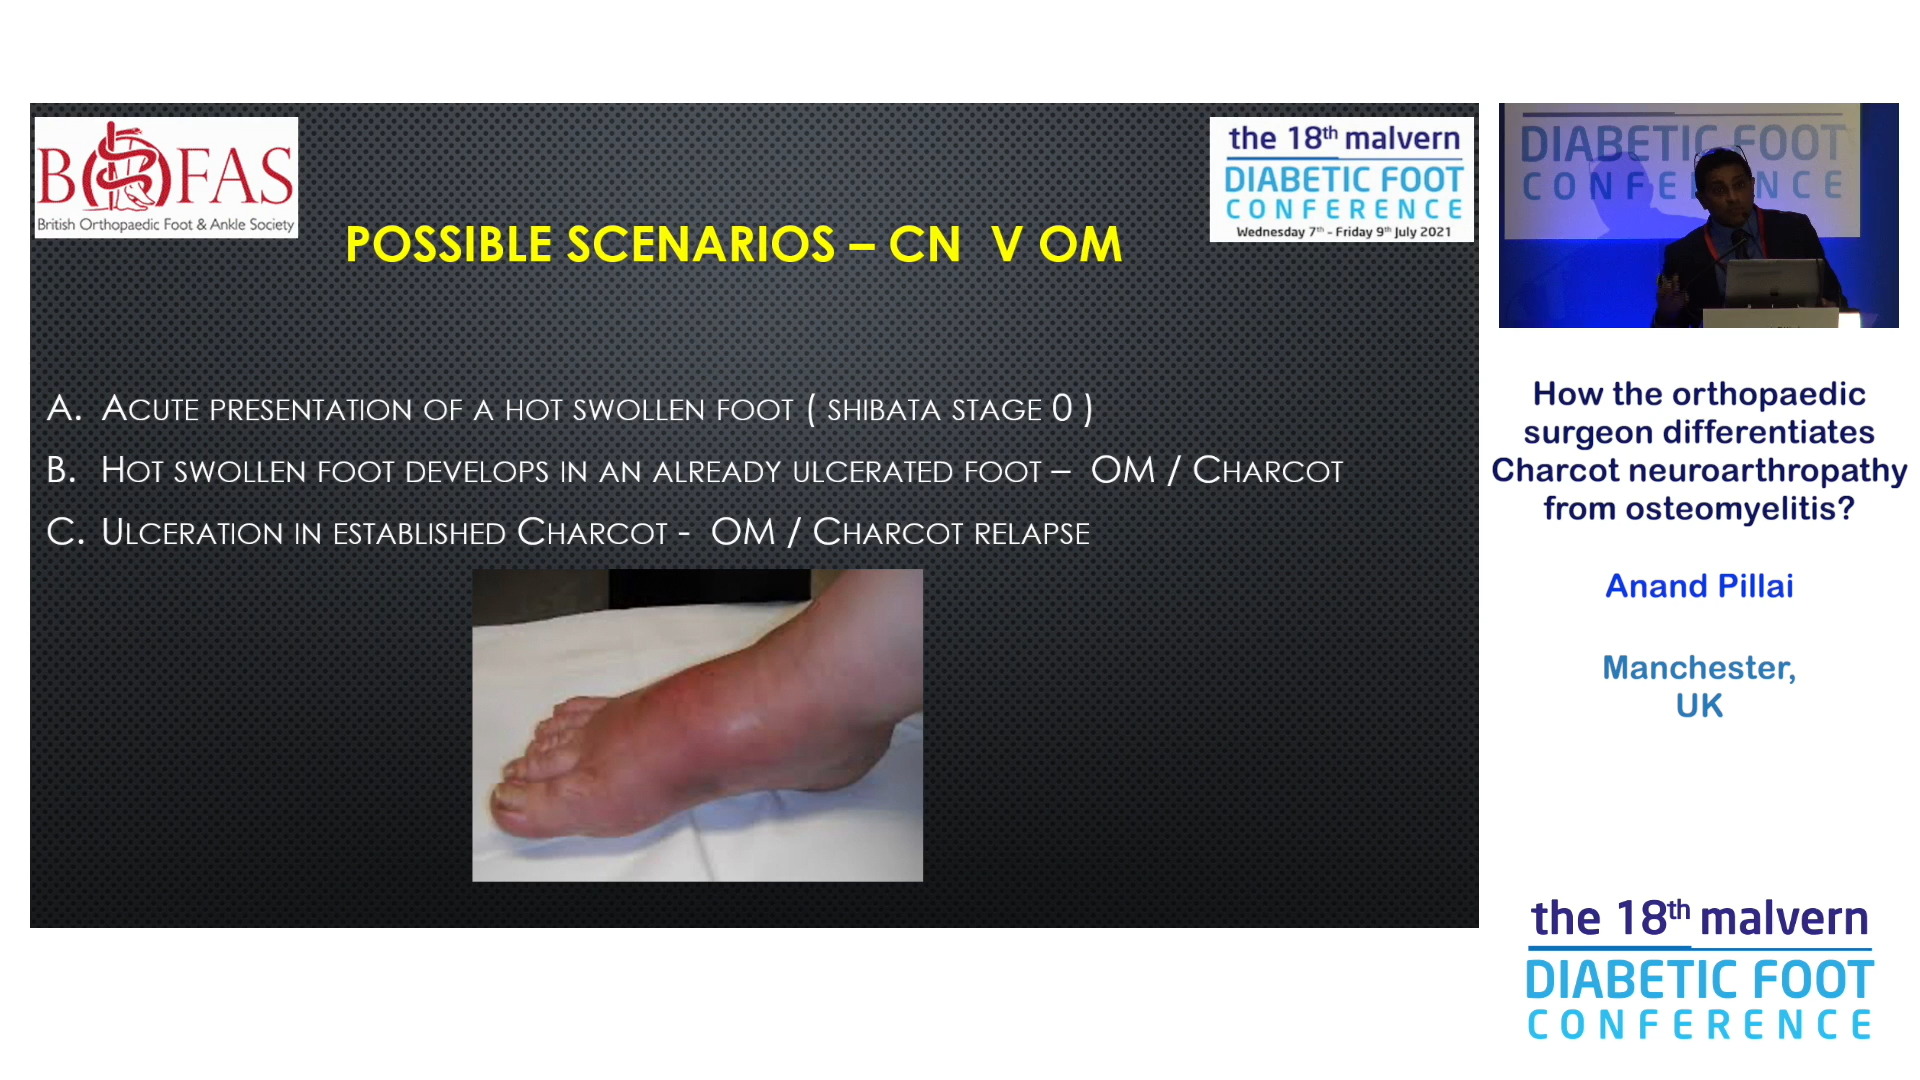 BOFAS
British Orthopaedic Foot & Ankle Society
the 18th malvern
DIABETIC FOOT
CONFERENCE
Wednesday 7th - Friday 9th July 2021
POSSIBLE SCENARIOS – CN V OM
A. ACUTE PRESENTATION OF A HOT SWOLLEN FOOT ( SHIBATA STAGE 0 )
B. HOT SWOLLEN FOOT DEVELOPS IN AN ALREADY ULCERATED FOOT – OM / CHARCOT
C. ULCERATION IN ESTABLISHED CHARCOT - OM / CHARCOT RELAPSE
DIABETIC FOOT
CONFERENCE
How the orthopaedic
surgeon differentiates
Charcot neuroarthropathy
from osteomyelitis?
Anand Pillai
Manchester,
UK
the 18th malvern
DIABETIC FOOT
CONFERENCE